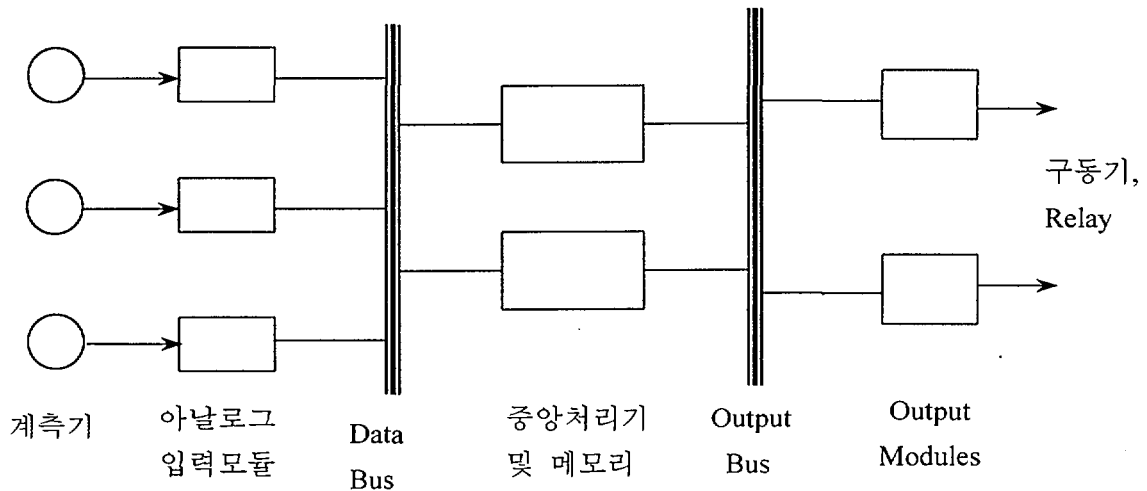 구동기,
Relay
계측기
아날로그
입력모듈
Data
Bus
중앙처리기
및 메모리
Output
Bus
Output
Modules